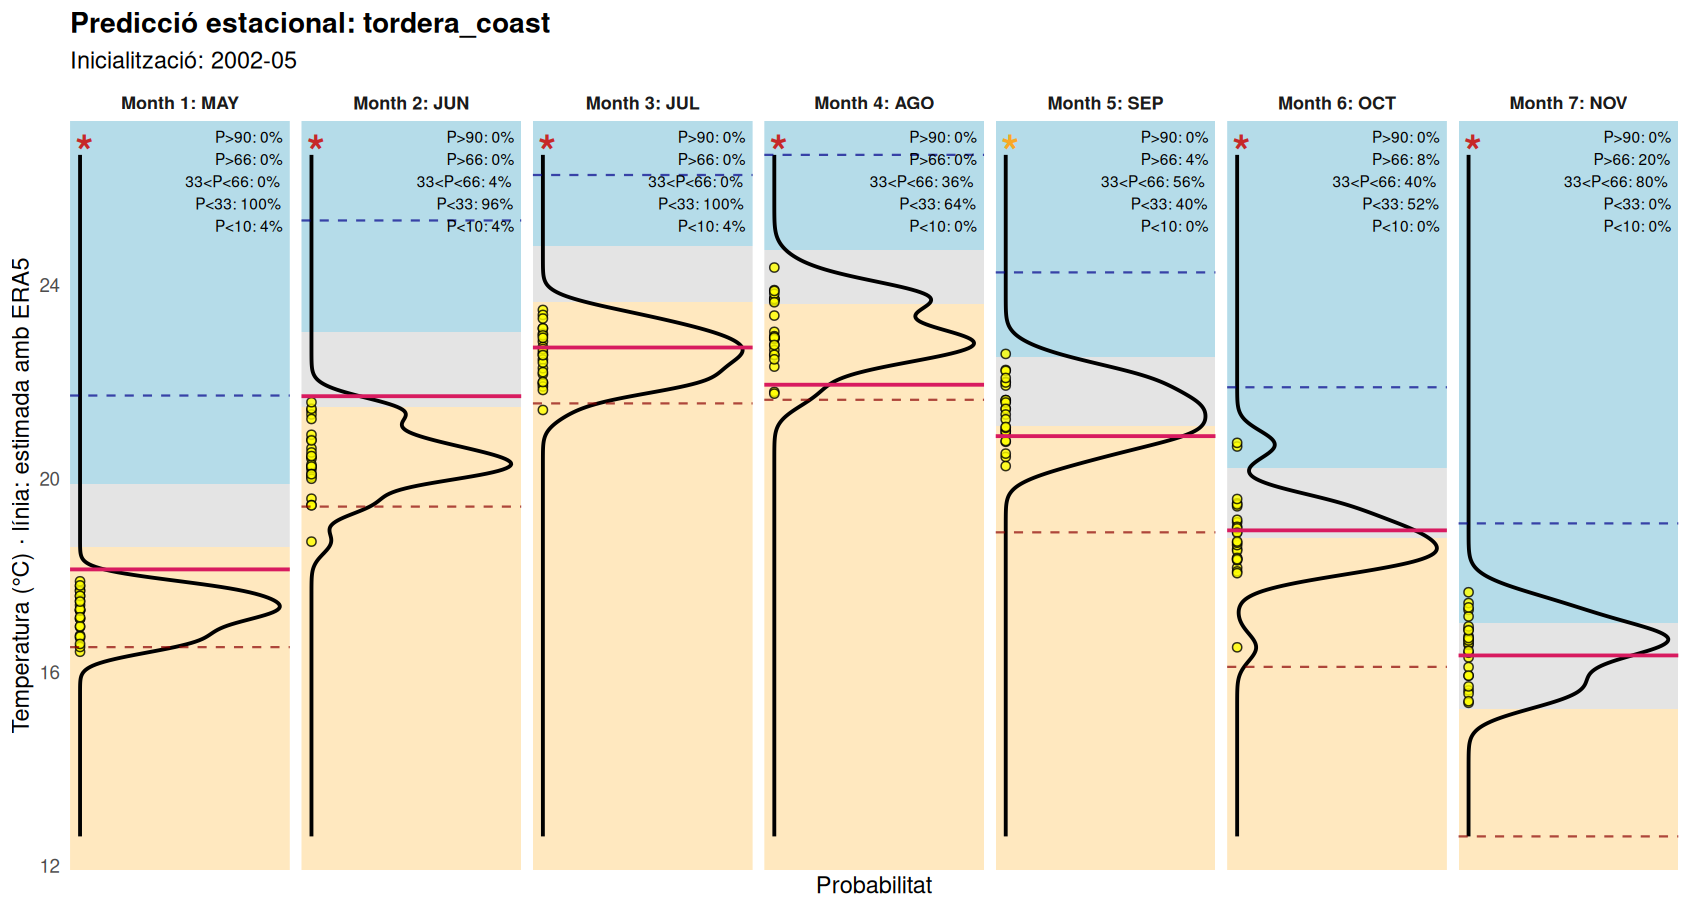 Predicció estacional: tordera_coast
Inicialització: 2002-05
Month 1: MAY
Month 2: JUN
Month 3: JUL
Month 4: AGO
Month 5: SEP
Month 6: OCT
Month 7: NOV
*
P>90: 0%
P>66: 0%
33<P<66: 0%
P<33: 100%
P<10: 4%
*
P>90: 0%
P>66: 0%
33<P<66: 4%
P<33: 96%
P<10: 4%
*
P>90: 0%
P>66: 0%
33<P<66: 0%
P<33: 100%
P<10: 4%
*
P>90: 0%
P>66: 0%
33<P<66: 36%
P<33: 64%
P<10: 0%
*
P>90: 0%
P>66: 4%
33<P<66: 56%
P<33: 40%
P<10: 0%
*
P>90: 0%
P>66: 8%
33<P<66: 40%
P<33: 52%
P<10: 0%
*
P>90: 0%
P>66: 20%
33<P<66: 80%
P<33: 0%
P<10: 0%
Temperatura (°C) · línia: estimada amb ERA5
24
20
16
12
Probabilitat